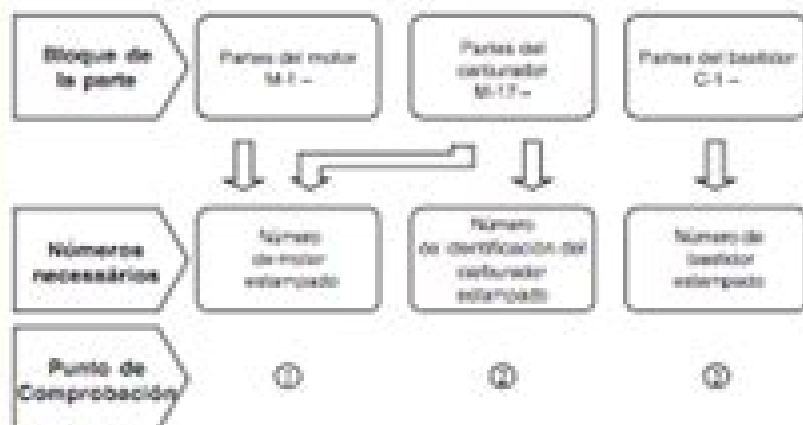 Bloque de
la parte
Partes del motor
M-1 –
Partes del
carburador
M-17 –
Partes del bastidor
C-1 –
Números
necessários
Número
de motor
estampado
Número
de identificación del
carburador
estampado
Número de
bastidor
estampado
Punto de
Comprobación
①
②
③